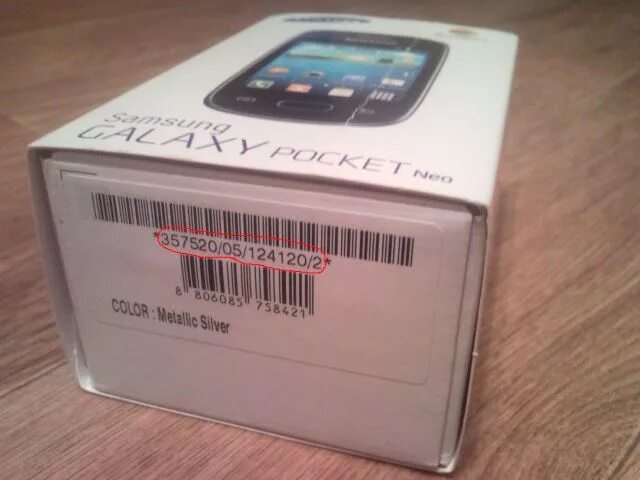 Samsung
GALAXY POCKET Neo
*357520/05/124120/2*
8 806085 758421
COLOR : Metallic Silver